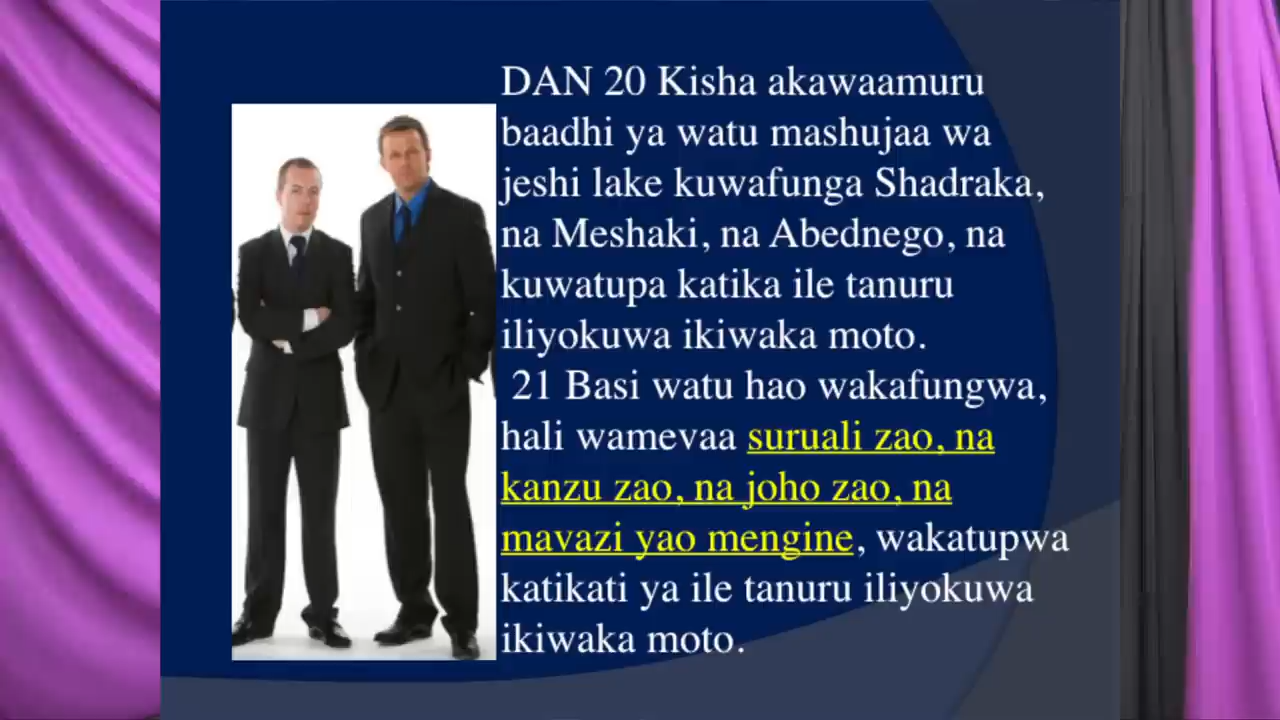 DAN 20 Kisha akawaamuru
baadhi ya watu mashujaa wa
jeshi lake kuwafunga Shadraka,
na Meshaki, na Abednego, na
kuwatupa katika ile tanuru
iliyokuwa ikiwaka moto.
21 Basi watu hao wakafungwa,
hali wamevaa suruali zao, na
kanzu zao, na joho zao, na
mavazi yao mengine, wakatupwa
katikati ya ile tanuru iliyokuwa
ikiwaka moto.